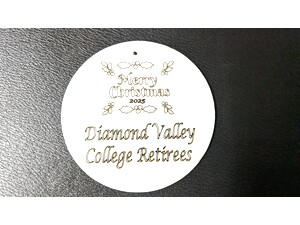 Merry
Christmas
2025
Diamond Valley
College Retirees